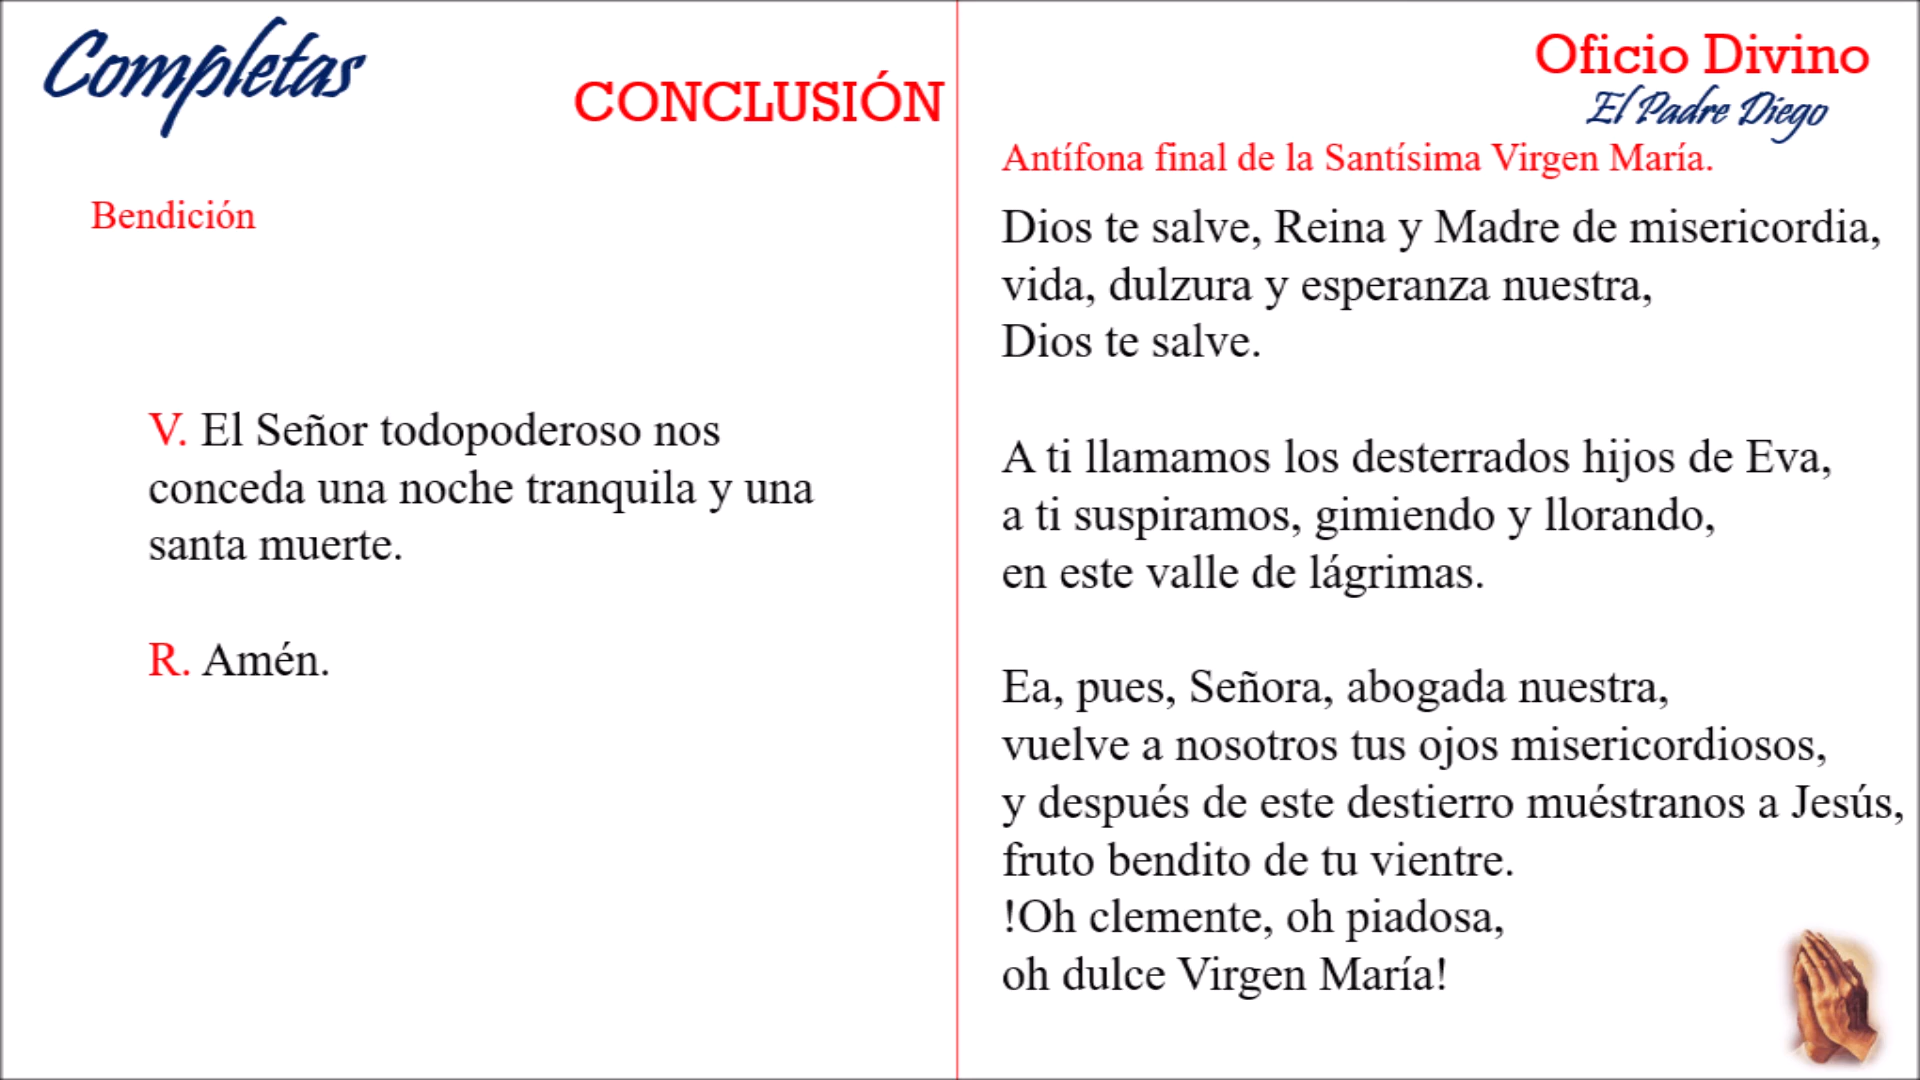 Completas
CONCLUSIÓN
Bendición
V. El Señor todopoderoso nos
conceda una noche tranquila y una
santa muerte.
R. Amén.
Oficio Divino
El Padre Diego
Antífona final de la Santísima Virgen María.
Dios te salve, Reina y Madre de misericordia,
vida, dulzura y esperanza nuestra,
Dios te salve.
A ti llamamos los desterrados hijos de Eva,
a ti suspiramos, gimiendo y llorando,
en este valle de lágrimas.
Ea, pues, Señora, abogada nuestra,
vuelve a nosotros tus ojos misericordiosos,
y después de este destierro muéstranos a Jesús,
fruto bendito de tu vientre.
!Oh clemente, oh piadosa,
oh dulce Virgen María!